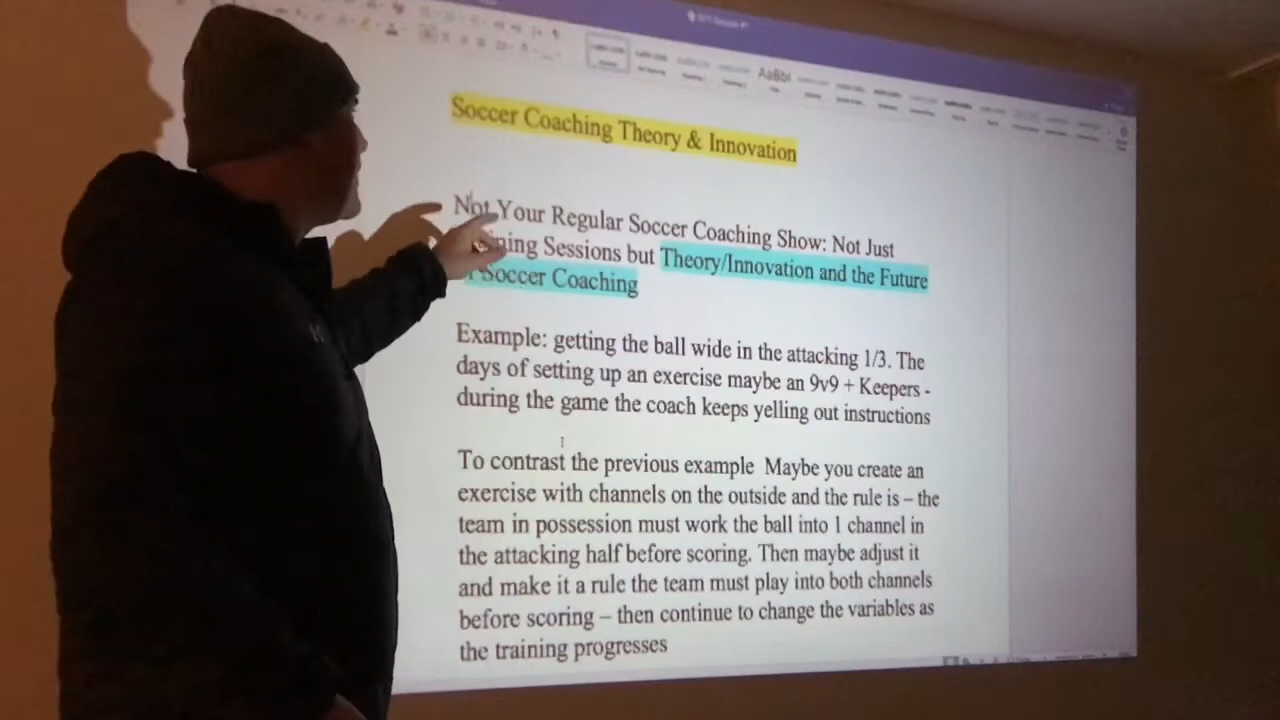 AaBbI
Soccer Coaching Theory & Innovation
Not Your Regular Soccer Coaching Show: Not Just
Sessions but Theory/Innovation and the Future
Soccer Coaching
Example: getting the ball wide in the attacking 1/3. The
days of setting up an exercise maybe an 9v9 + Keepers -
during the game the coach keeps yelling out instructions
To contrast the previous example Maybe you create an
exercise with channels on the outside and the rule is – the
team in possession must work the ball into 1 channel in
the attacking half before scoring. Then maybe adjust it
and make it a rule the team must play into both channels
before scoring – then continue to change the variables as
the training progresses